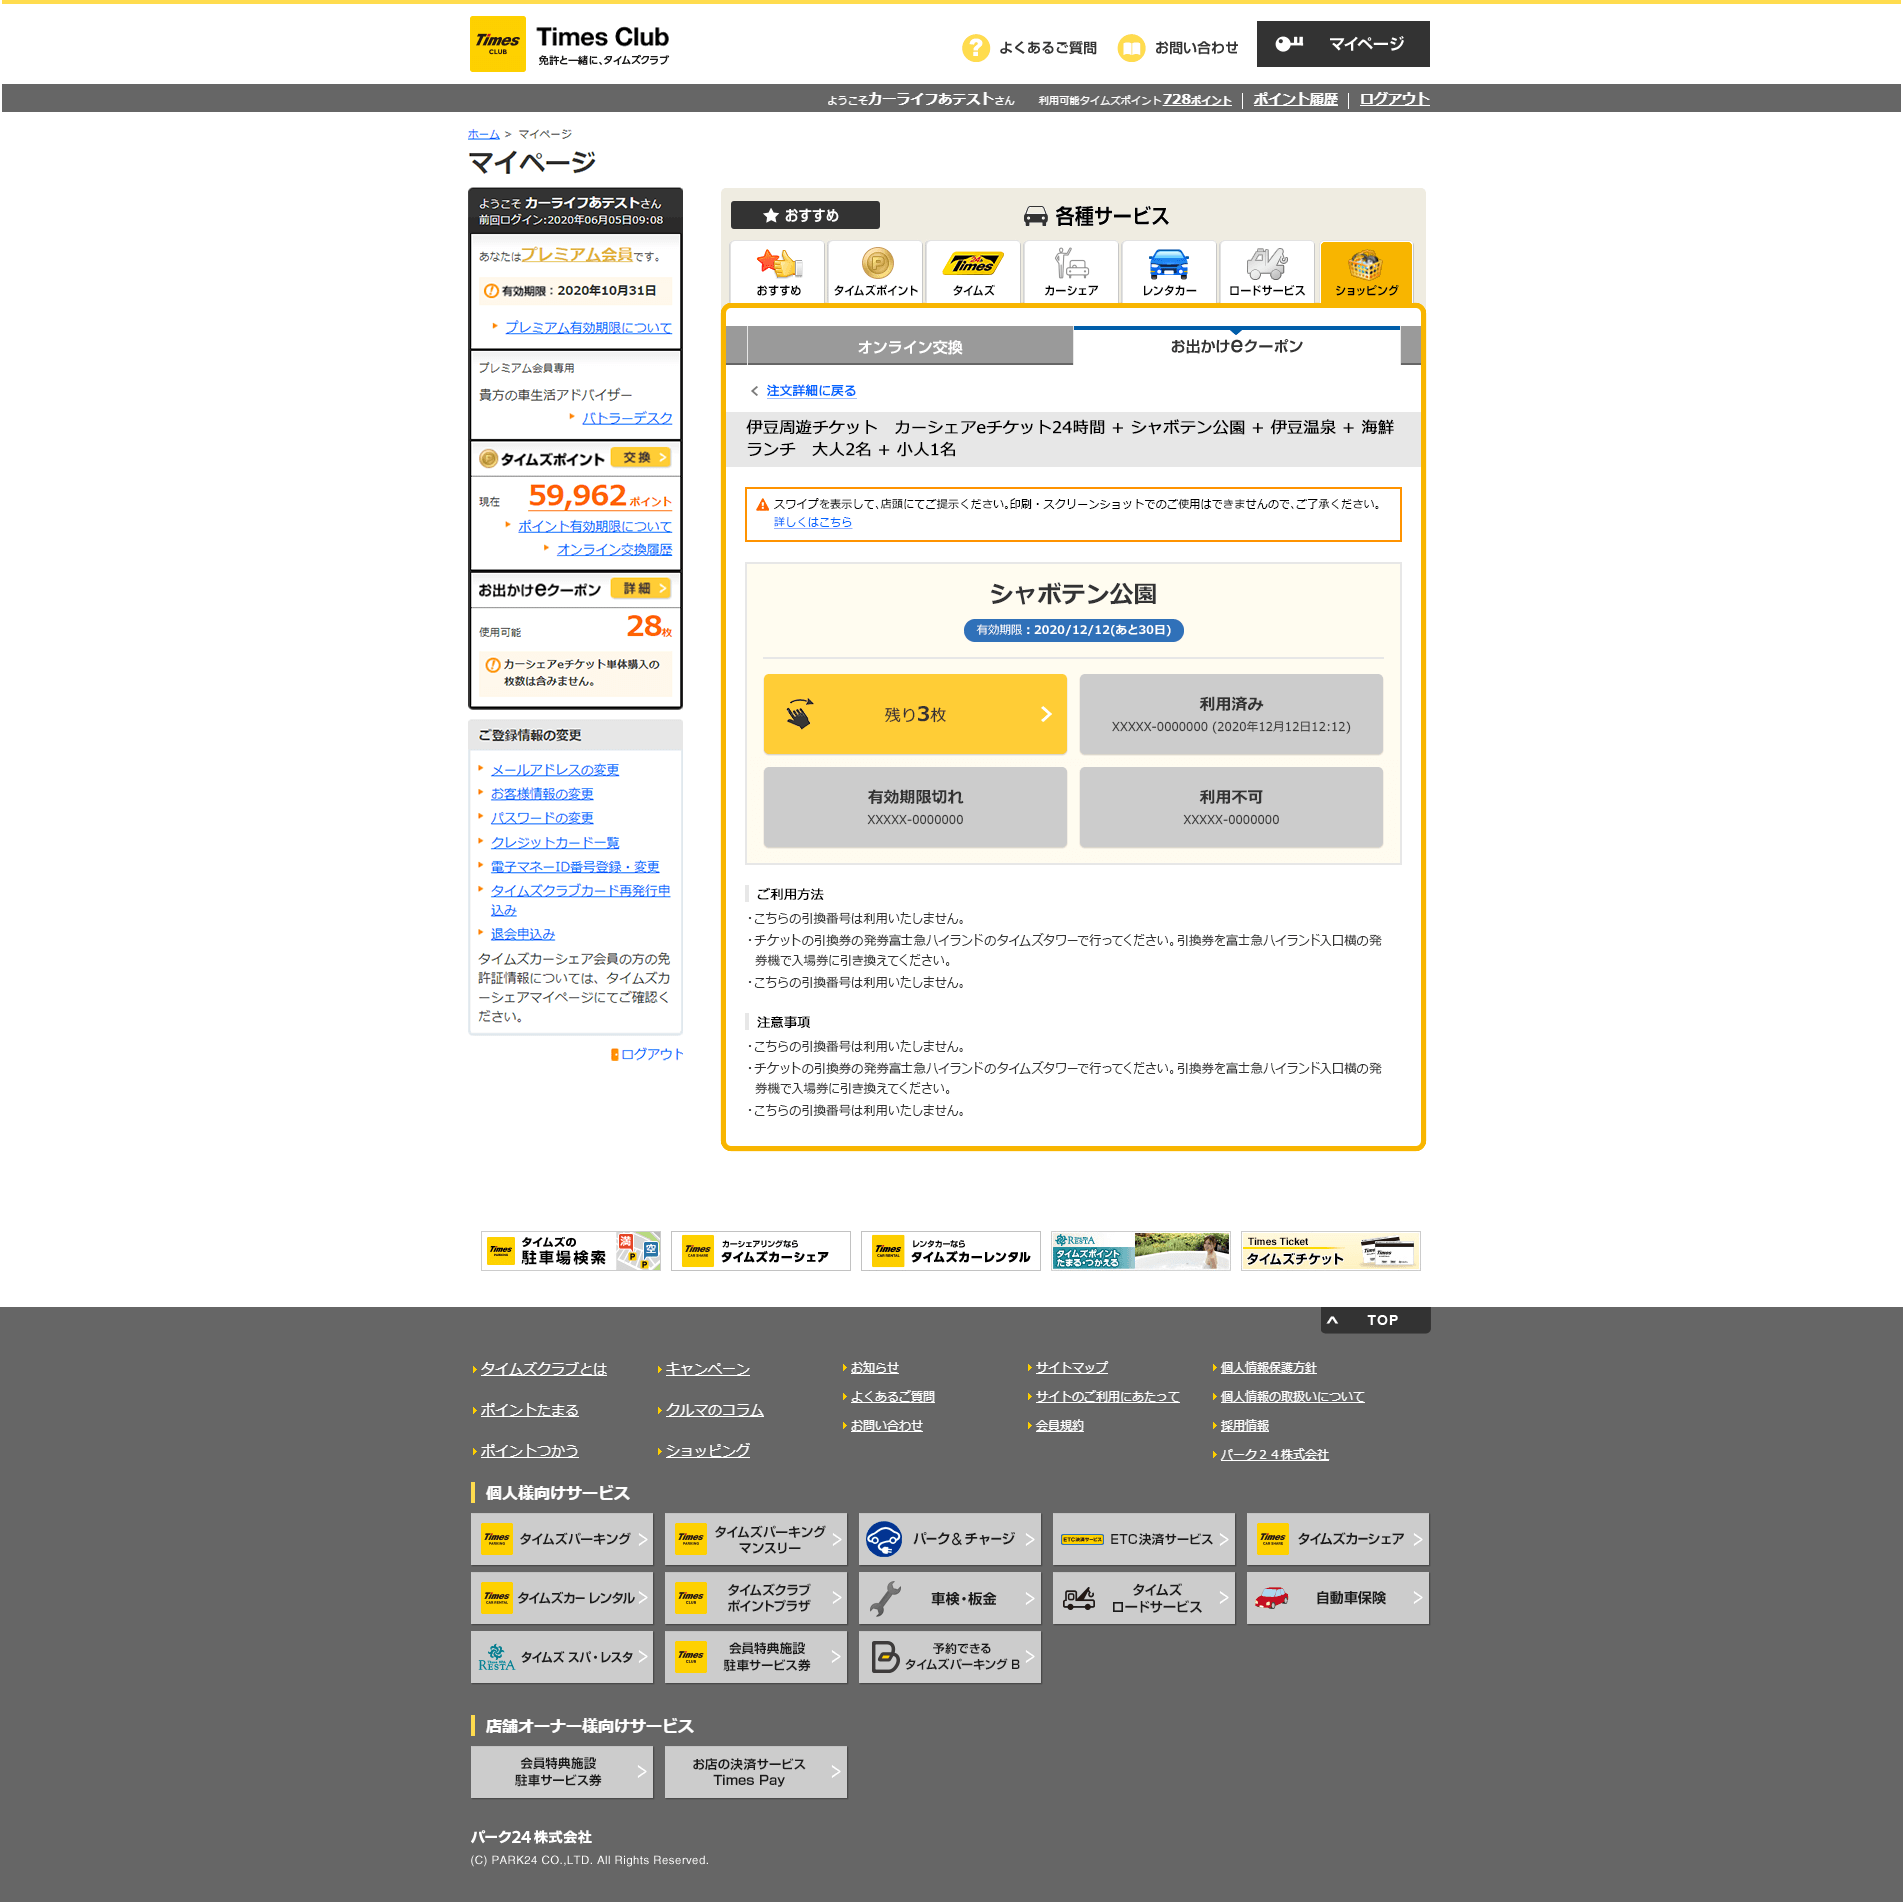 Times
CLUB
Times Club
免許と一緒に、タイムズクラブ
よくあるご質問
お問い合わせ
マイページ
ようこそカーライフあテストさん
利用可能タイムズポイント728ポイント
ポイント履歴
ログアウト
ホーム > マイページ
マイページ
ようこそ カーライフあテストさん
前回ログイン:2020年06月05日09:08
あなたはプレミアム会員です。
有効期限：2020年10月31日
プレミアム有効期限について
プレミアム会員専用
貴方の車生活アドバイザー
バトラーデスク
タイムズポイント
交換
現在
59,962ポイント
ポイント有効期限について
オンライン交換履歴
お出かけeクーポン
詳細
使用可能
28枚
カーシェアeチケット単体購入の
枚数は含みません。
ご登録情報の変更
メールアドレスの変更
お客様情報の変更
パスワードの変更
クレジットカード一覧
電子マネーID番号登録・変更
タイムズクラブカード再発行申
込み
退会申込み
タイムズカーシェア会員の方の免
許証情報については、タイムズカ
ーシェアマイページにてご確認く
ださい。
ログアウト
おすすめ
各種サービス
おすすめ
タイムズポイント
タイムズ
カーシェア
レンタカー
ロードサービス
ショッピング
オンライン交換
お出かけeクーポン
注文詳細に戻る
伊豆周遊チケット　カーシェアeチケット24時間 + シャボテン公園 + 伊豆温泉 + 海鮮
ランチ　大人2名 + 小人1名
スワイプを表示して、店頭にてご提示ください。印刷・スクリーンショットでのご使用はできませんので、ご了承ください。
詳しくはこちら
シャボテン公園
有効期限：2020/12/12(あと30日)
残り3枚
利用済み
XXXXX-0000000 (2020年12月12日12:12)
有効期限切れ
XXXXX-0000000
利用不可
XXXXX-0000000
ご利用方法
・こちらの引換番号は利用いたしません。
・チケットの引換券の発券富士急ハイランドのタイムズタワーで行ってください。引換券を富士急ハイランド入口横の発
券機で入場券に引き換えてください。
・こちらの引換番号は利用いたしません。
注意事項
・こちらの引換番号は利用いたしません。
・チケットの引換券の発券富士急ハイランドのタイムズタワーで行ってください。引換券を富士急ハイランド入口横の発
券機で入場券に引き換えてください。
・こちらの引換番号は利用いたしません。
Times
タイムズの
駐車場検索
満
空
P
P
P
Times
CAR SHARE
カーシェアリングなら
タイムズカーシェア
Times
CAR RENTAL
レンタカーなら
タイムズカーレンタル
RESTA
タイムズポイント
たまる・つかえる
Times Ticket
タイムズチケット
TOP
タイムズクラブとは
ポイントたまる
ポイントつかう
キャンペーン
クルマのコラム
ショッピング
お知らせ
よくあるご質問
お問い合わせ
サイトマップ
サイトのご利用にあたって
会員規約
個人情報保護方針
個人情報の取扱いについて
採用情報
パーク２４株式会社
個人様向けサービス
Times
PARKING
タイムズパーキング
Times
PARKING
タイムズパーキング
マンスリー
パーク＆チャージ
ETC決済サービス
ETC決済サービス
Times
CAR SHARE
タイムズカーシェア
Times
CAR RENTAL
タイムズカー レンタル
Times
CLUB
タイムズクラブ
ポイントプラザ
車検・板金
タイムズ
ロードサービス
自動車保険
RESTA
タイムズ スパ・レスタ
Times
CLUB
会員特典施設
駐車サービス券
B
予約できる
タイムズパーキング B
店舗オーナー様向けサービス
会員特典施設
駐車サービス券
お店の決済サービス
Times Pay
パーク24 株式会社
(C) PARK24 CO.,LTD. All Rights Reserved.